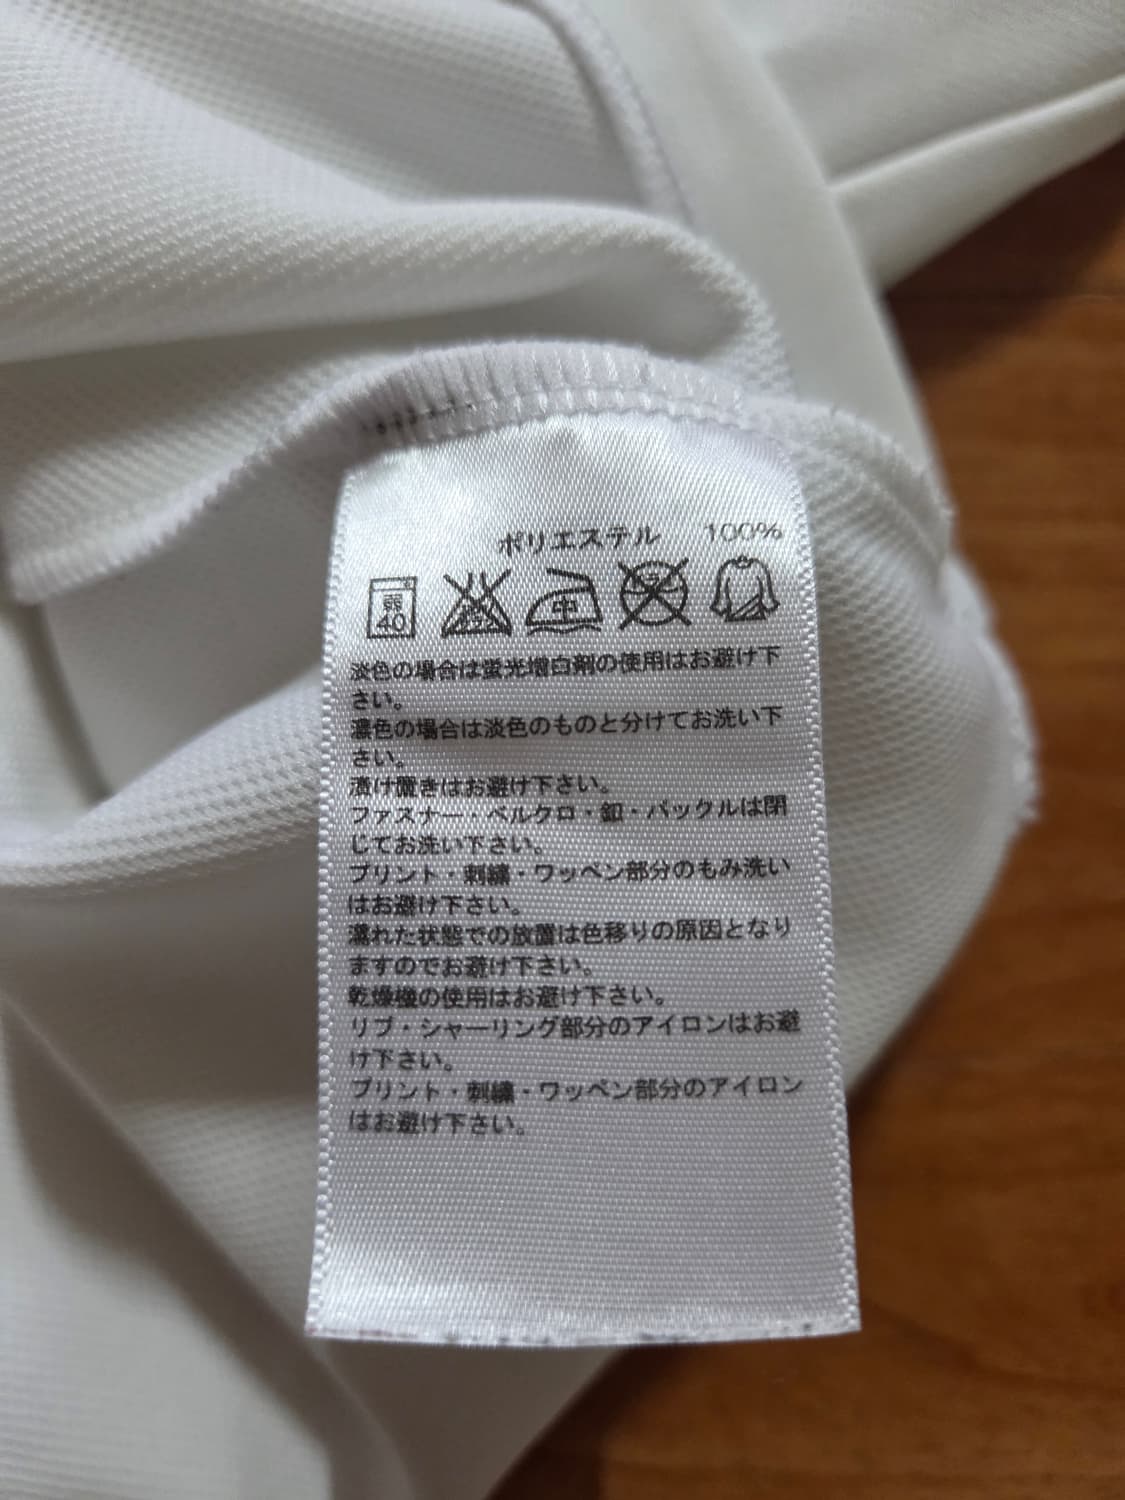 ポリエステル 100%
弱
40
中
淡色の場合は蛍光増白剤の使用はお避け下
さい。
濃色の場合は淡色のものと分けてお洗い下
さい。
漬け置きはお避け下さい。
ファスナー・ベルクロ・釦・バックルは閉
じてお洗い下さい。
プリント・刺繍・ワッペン部分のもみ洗い
はお避け下さい。
濡れた状態での放置は色移りの原因となり
ますのでお避け下さい。
乾燥機の使用はお避け下さい。
リブ・シャーリング部分のアイロンはお避
け下さい。
プリント・刺繍・ワッペン部分のアイロン
はお避け下さい。